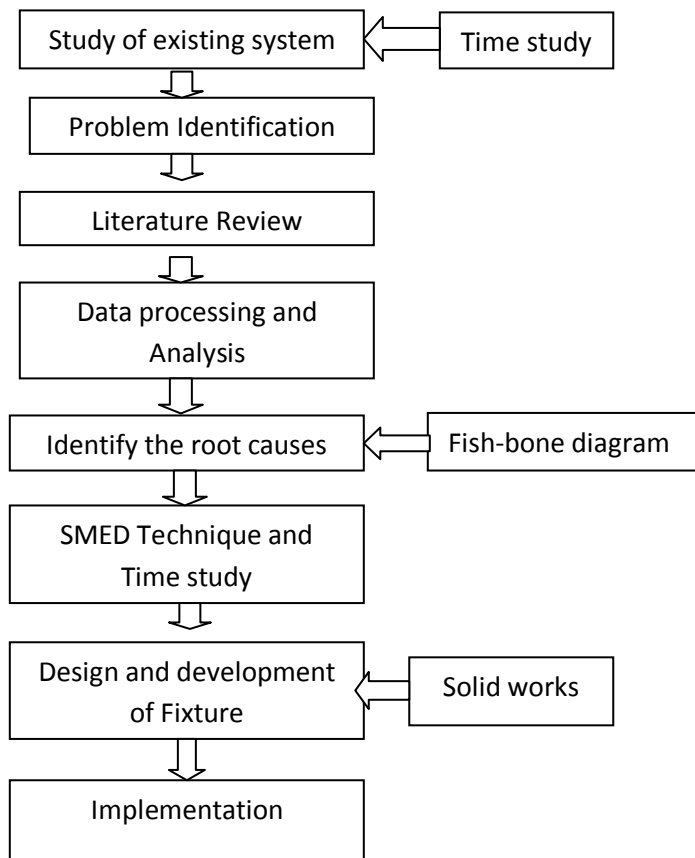 Study of existing system
Time study
Problem Identification
Literature Review
Data processing and
Analysis
Identify the root causes
Fish-bone diagram
SMED Technique and
Time study
Design and development
of Fixture
Solid works
Implementation